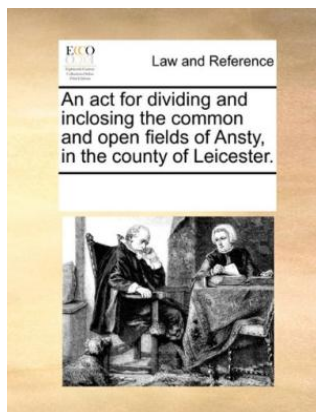 ECCO
Law and Reference
An act for dividing and
inclosing the common
and open fields of Ansty,
in the county of Leicester.